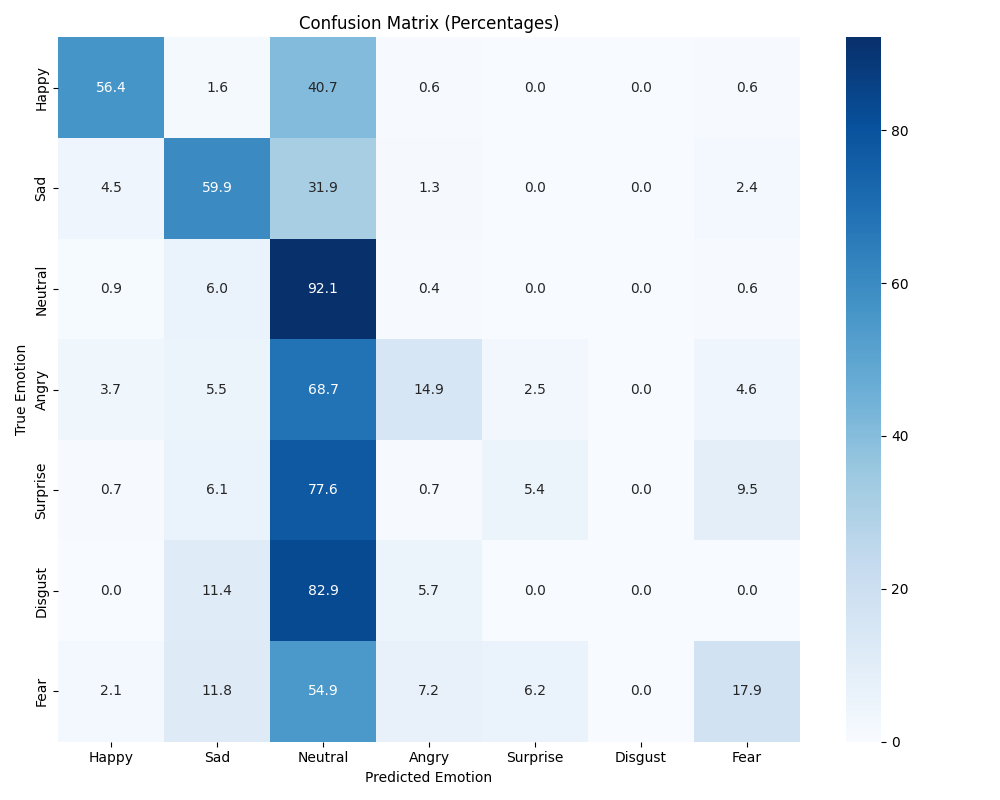 Confusion Matrix (Percentages)
Happy 56.4 1.6 40.7 0.6 0.0 0.0 0.6
Sad 4.5 59.9 31.9 1.3 0.0 0.0 2.4
Neutral 0.9 6.0 92.1 0.4 0.0 0.0 0.6
Angry 3.7 5.5 68.7 14.9 2.5 0.0 4.6
Surprise 0.7 6.1 77.6 0.7 5.4 0.0 9.5
Disgust 0.0 11.4 82.9 5.7 0.0 0.0 0.0
Fear 2.1 11.8 54.9 7.2 6.2 0.0 17.9
True Emotion
Happy Sad Neutral Angry Surprise Disgust Fear
Predicted Emotion
80
60
40
20
0